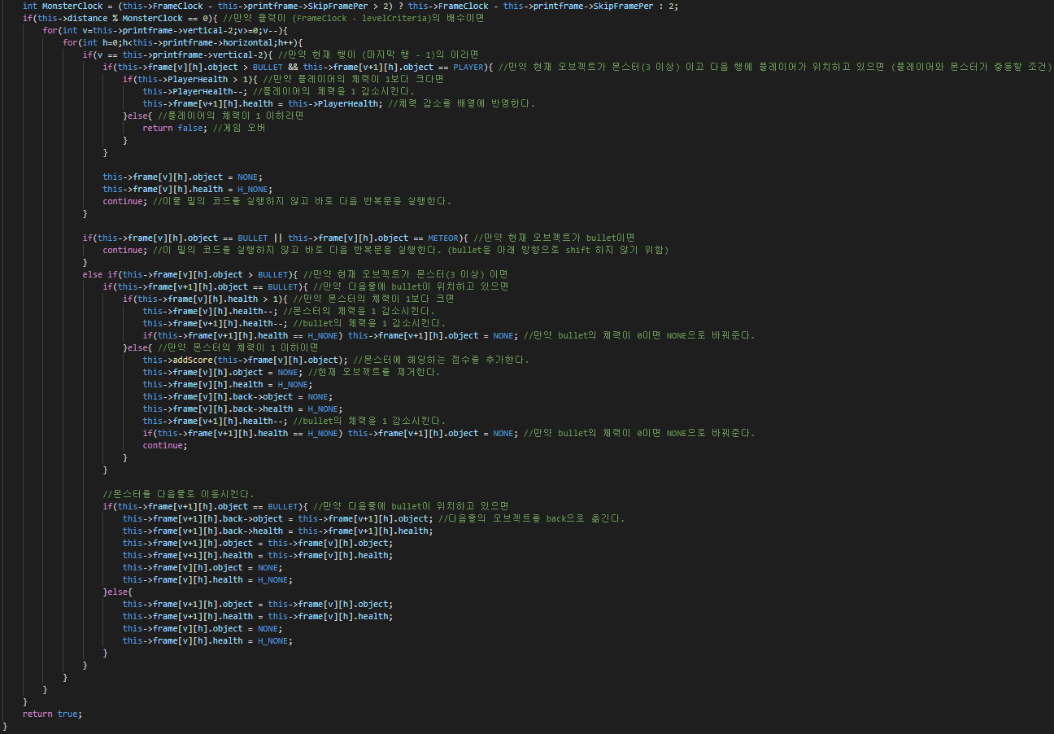 int MonsterClock = (this->FrameClock - this->printframe->SkipFramePer > 2) ? this->FrameClock - this->printframe->SkipFramePer : 2;
if(this->distance % MonsterClock == 0){ //만약 클럭이 (FrameClock - levelCriteria)의 배수이면
for(int v=this->printframe->vertical-2;v>=0;v--){
for(int h=0;h<this->printframe->horizontal;h++){
if(v == this->printframe->vertical-2){ //만약 현재 행이 (마지막 행 - 1)의 이라면
if(this->frame[v][h].object > BULLET && this->frame[v+1][h].object == PLAYER){ //만약 현재 오브젝트가 몬스터(3 이상) 이고 다음 행에 플레이어가 위치하고 있으면 (플레이어와 몬스터가 충돌할 조건)
if(this->PlayerHealth > 1){ //만약 플레이어의 체력이 1보다 크다면
this->PlayerHealth--; //플레이어의 체력을 1 감소시킨다.
this->frame[v+1][h].health = this->PlayerHealth; //체력 감소를 배열에 반영한다.
}else{ //플레이어의 체력이 1 이하라면
return false; //게임 오버
}
}
this->frame[v][h].object = NONE;
this->frame[v][h].health = H_NONE;
continue; //이줄 밑의 코드를 실행하지 않고 바로 다음 반복문을 실행한다.
}
if(this->frame[v][h].object == BULLET || this->frame[v][h].object == METEOR){ //만약 현재 오브젝트가 bullet이면
continue; //이 밑의 코드를 실행하지 않고 바로 다음 반복문을 실행한다. (bullet을 아래 방향으로 shift 하지 않기 위함)
}
else if(this->frame[v][h].object > BULLET){ //만약 현재 오브젝트가 몬스터(3 이상) 이면
if(this->frame[v+1][h].object == BULLET){ //만약 다음줄에 bullet이 위치하고 있으면
if(this->frame[v][h].health > 1){ //만약 몬스터의 체력이 1보다 크면
this->frame[v][h].health--; //몬스터의 체력을 1 감소시킨다.
this->frame[v+1][h].health--; //bullet의 체력을 1 감소시킨다.
if(this->frame[v+1][h].health == H_NONE) this->frame[v+1][h].object = NONE; //만약 bullet의 체력이 0이면 NONE으로 바꿔준다.
}else{ //만약 몬스터의 체력이 1 이하이면
this->addScore(this->frame[v][h].object); //몬스터에 해당하는 점수를 추가한다.
this->frame[v][h].object = NONE; //현재 오브젝트를 제거한다.
this->frame[v][h].health = H_NONE;
this->frame[v][h].back->object = NONE;
this->frame[v][h].back->health = H_NONE;
this->frame[v+1][h].health--; //bullet의 체력을 1 감소시킨다.
if(this->frame[v+1][h].health == H_NONE) this->frame[v+1][h].object = NONE; //만약 bullet의 체력이 0이면 NONE으로 바꿔준다.
continue;
}
}
//몬스터를 다음줄로 이동시킨다.
if(this->frame[v+1][h].object == BULLET){ //만약 다음줄에 bullet이 위치하고 있으면
this->frame[v+1][h].back->object = this->frame[v+1][h].object; //다음줄의 오브젝트를 back으로 옮긴다.
this->frame[v+1][h].back->health = this->frame[v+1][h].health;
this->frame[v+1][h].object = this->frame[v][h].object;
this->frame[v+1][h].health = this->frame[v][h].health;
this->frame[v][h].object = NONE;
this->frame[v][h].health = H_NONE;
}else{
this->frame[v+1][h].object = this->frame[v][h].object;
this->frame[v+1][h].health = this->frame[v][h].health;
this->frame[v][h].object = NONE;
this->frame[v][h].health = H_NONE;
}
}
}
}
}
return true;
}